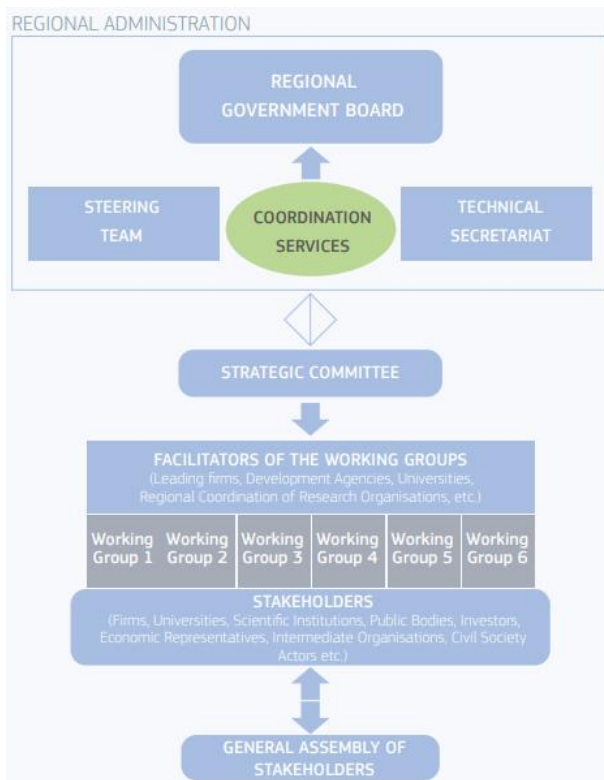 REGIONAL ADMINISTRATION
REGIONAL
GOVERNMENT BOARD
STEERING
TEAM
COORDINATION
SERVICES
TECHNICAL
SECRETARIAT
STRATEGIC COMMITTEE
FACILITATORS OF THE WORKING GROUPS
(Leading firms, Development Agencies, Universities,
Regional Coordination of Research Organisations, etc.)
Working
Group 1
Working
Group 2
Working
Group 3
Working
Group 4
Working
Group 5
Working
Group 6
STAKEHOLDERS
(Firms, Universities, Scientific Institutions, Public Bodies, Investors,
Economic Representatives, Intermediate Organisations, Civil Society
Actors etc.)
GENERAL ASSEMBLY OF
STAKEHOLDERS